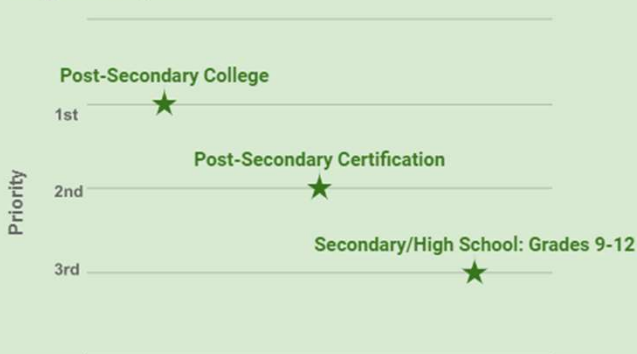 Post-Secondary College
1st
Post-Secondary Certification
2nd
Priority
Secondary/High School: Grades 9-12
3rd